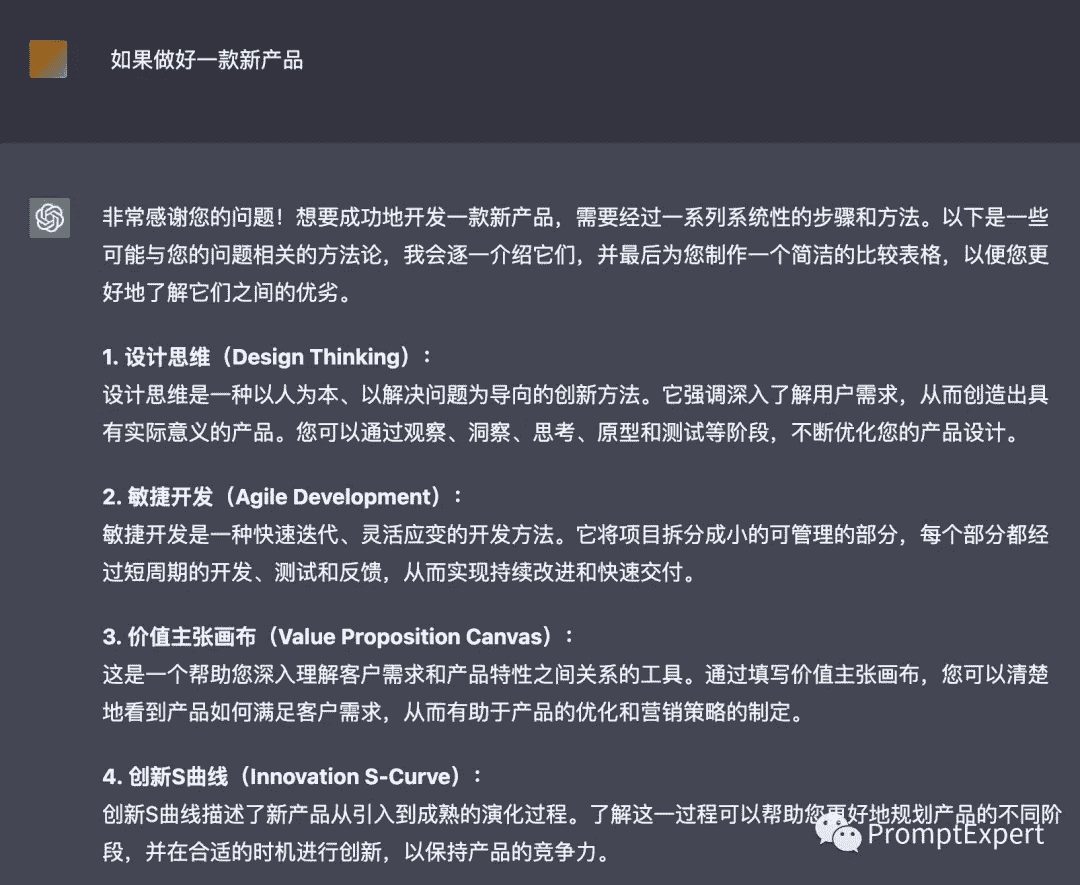 如果做好一款新产品
非常感谢您的问题！想要成功地开发一款新产品，需要经过一系列系统性的步骤和方法。以下是一些
可能与您的问题相关的方法论，我会逐一介绍它们，并最后为您制作一个简洁的比较表格，以便您更
好地了解它们之间的优劣。
1. 设计思维（Design Thinking）：
设计思维是一种以人为本、以解决问题为导向的创新方法。它强调深入了解用户需求，从而创造出具
有实际意义的产品。您可以通过观察、洞察、思考、原型和测试等阶段，不断优化您的产品设计。
2. 敏捷开发（Agile Development）：
敏捷开发是一种快速迭代、灵活应变的开发方法。它将项目拆分成小的可管理的部分，每个部分都经
过短周期的开发、测试和反馈，从而实现持续改进和快速交付。
3. 价值主张画布（Value Proposition Canvas）：
这是一个帮助您深入理解客户需求和产品特性之间关系的工具。通过填写价值主张画布，您可以清楚
地看到产品如何满足客户需求，从而有助于产品的优化和营销策略的制定。
4. 创新S曲线（Innovation S-Curve）：
创新S曲线描述了新产品从引入到成熟的演化过程。了解这一过程可以帮助您更好地规划产品的不同阶
段，并在合适的时机进行创新，以保持产品的竞争力。
PromptExpert